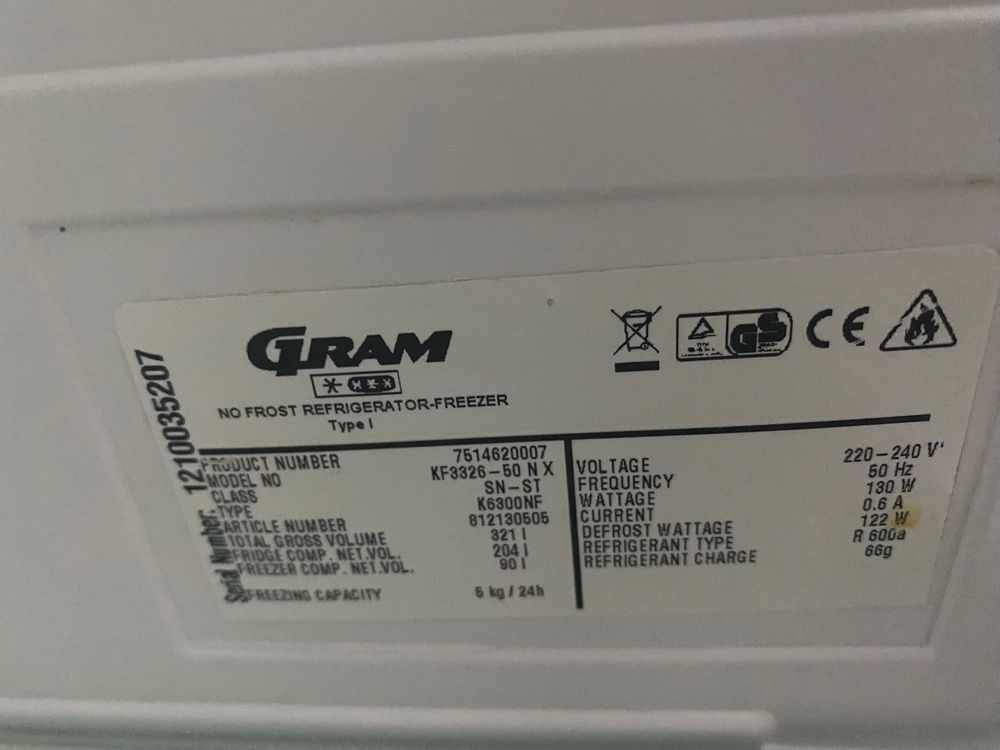 GRAM
NO FROST REFRIGERATOR-FREEZER
Type I
Serial Number: 1210035207
PRODUCT NUMBER 7514620007
MODEL NO KF3326-50 N X
CLASS SN-ST
TYPE K6300NF
ARTICLE NUMBER 812130505
TOTAL GROSS VOLUME 321 l
FRIDGE COMP. NET.VOL. 204 l
FREEZER COMP. NET.VOL. 90 l
FREEZING CAPACITY 5 kg / 24h
VOLTAGE 220-240 V
FREQUENCY 50 Hz
WATTAGE 130 W
CURRENT 0.6 A
DEFROST WATTAGE 122 W
REFRIGERANT TYPE R 600a
REFRIGERANT CHARGE 66g
GS
CE